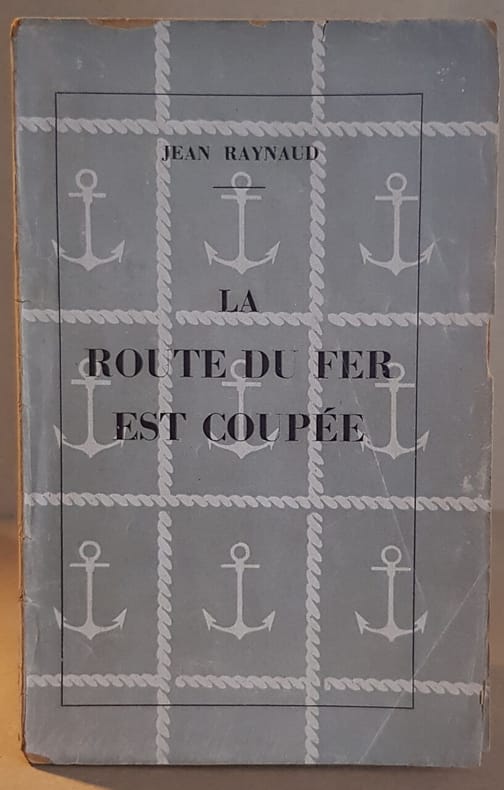 JEAN RAYNAUD
LA
ROUTE DU FER
EST COUPÉE